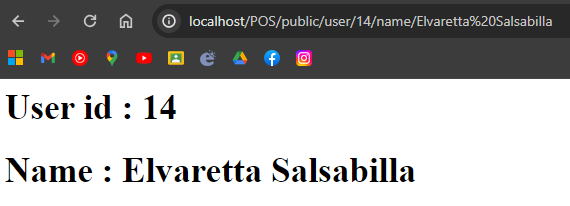 localhost/POS/public/user/14/name/Elvaretta%20Salsabilla
User id : 14
Name : Elvaretta Salsabilla